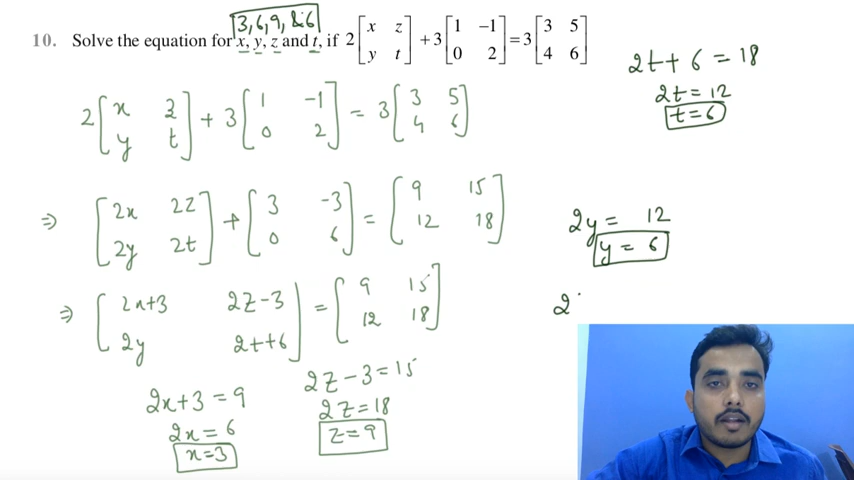 3,6,9, & 6
10. Solve the equation for x, y, z and t, if 2 [x z; y t] + 3 [1 -1; 0 2] = 3 [3 5; 4 6]
2t + 6 = 18
2t = 12
t = 6
2 [x z; y t] + 3 [1 -1; 0 2] = 3 [3 5; 4 6]
⇒ [2x 2z; 2y 2t] + [3 -3; 0 6] = [9 15; 12 18]
2y = 12
y = 6
⇒ [2x+3 2z-3; 2y 2t+6] = [9 15; 12 18]
2
2x+3 = 9
2x = 6
x=3
2z-3=15
2z=18
z=9